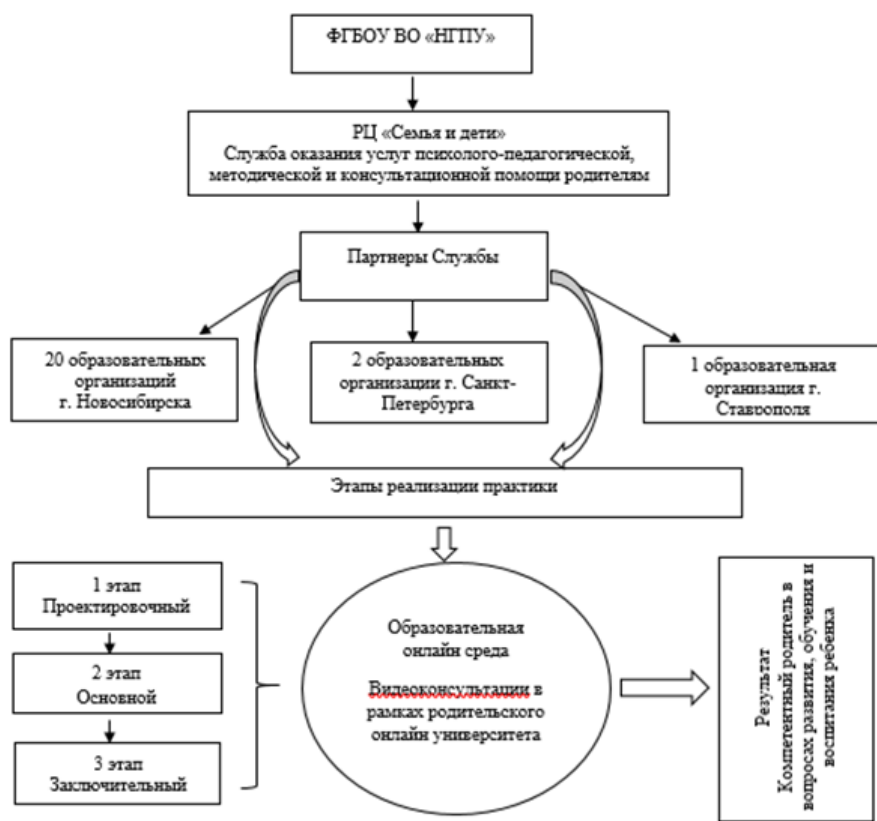 ФГБОУ ВО «НГПУ»
РЦ «Семья и дети»
Служба оказания услуг психолого-педагогической,
методической и консультационной помощи родителям
Партнеры Службы
20 образовательных
организаций
г. Новосибирска
2 образовательных
организации г. Санкт-
Петербурга
1 образовательная
организация г.
Ставрополя
Этапы реализации практики
1 этап
Проектировочный
2 этап
Основной
3 этап
Заключительный
Образовательная
онлайн среда
Видеоконсультации в
рамках родительского
онлайн университета
Результат
Компетентный родитель в
вопросах развития, обучения и
воспитания ребенка